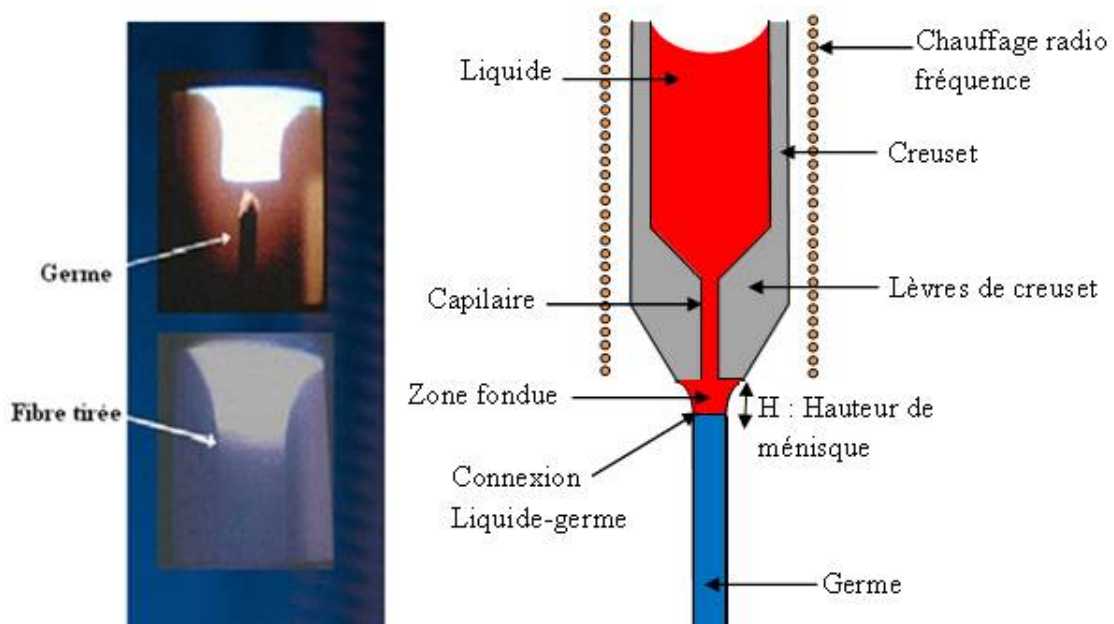 Germe
Fibre tirée
Liquide
Chauffage radio
fréquence
Creuset
Capilaire
Lèvres de creuset
Zone fondue
H : Hauteur de
ménisque
Connexion
Liquide-germe
Germe